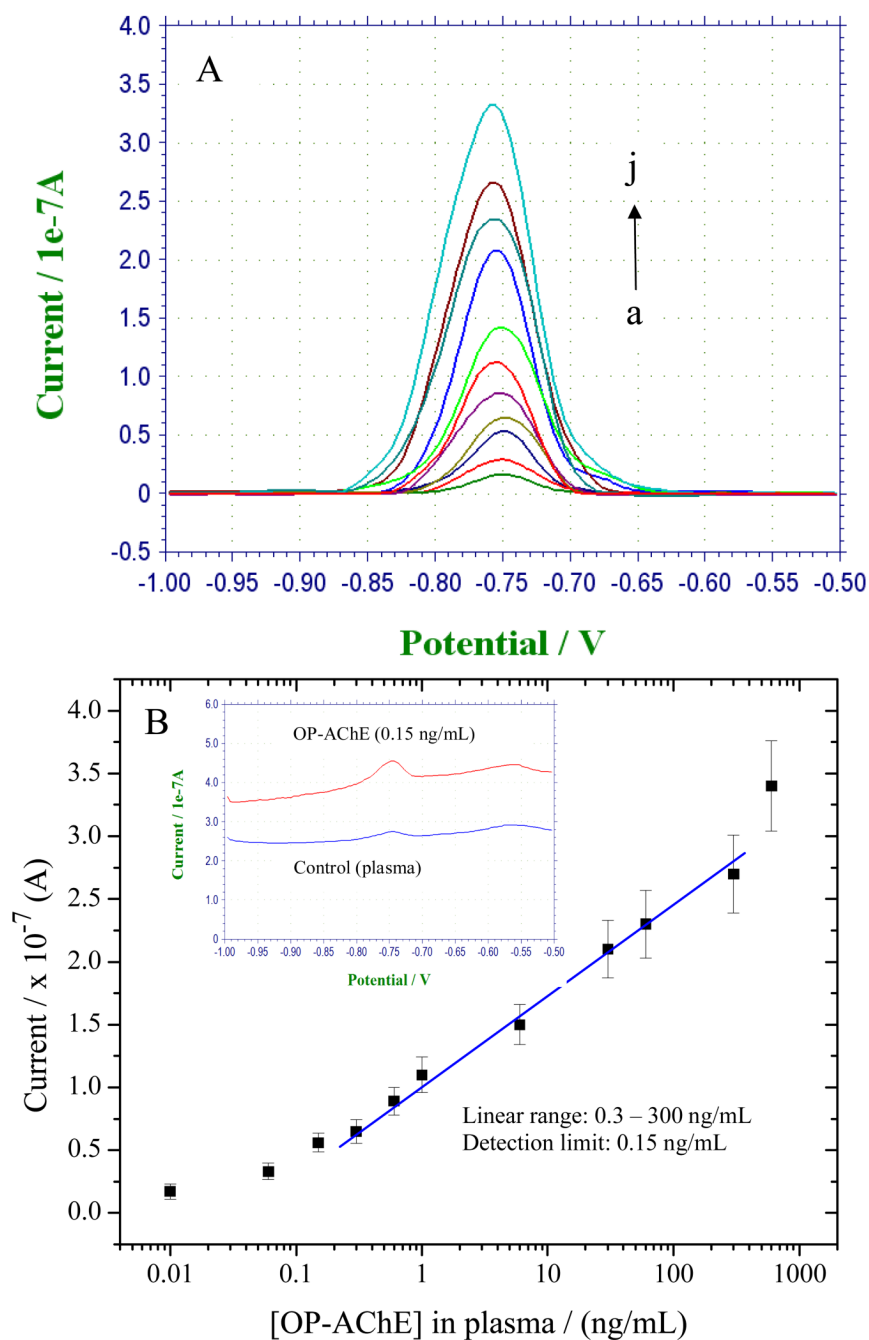 A
4.0
3.5
3.0
2.5
2.0
1.5
1.0
0.5
0
-0.5
Current / 1e-7A
j
a
-1.00 -0.95 -0.90 -0.85 -0.80 -0.75 -0.70 -0.65 -0.60 -0.55 -0.50
Potential / V
B
4.0
3.5
3.0
2.5
2.0
1.5
1.0
0.5
0.0
Current / x 10⁻⁷ (A)
6.0
5.0
4.0
3.0
2.0
1.0
0
Current / 1e-7A
OP-AChE (0.15 ng/mL)
Control (plasma)
-1.00 -0.95 -0.90 -0.85 -0.80 -0.75 -0.70 -0.65 -0.60 -0.55 -0.50
Potential / V
Linear range: 0.3 – 300 ng/mL
Detection limit: 0.15 ng/mL
0.01 0.1 1 10 100 1000
[OP-AChE] in plasma / (ng/mL)